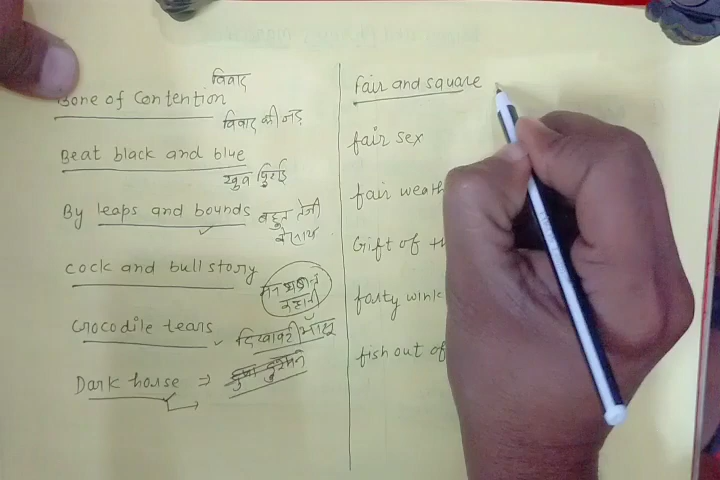 विवाद
Bone of Contention
विवाद की जड़
Beat black and blue
खुब पिटाई
By leaps and bounds बहुत तेजी
के साथ
Cock and bull story
कहानी
Crocodile tears दिखावटी आँसू
Dark horse ⇒
Fair and square
fair sex
fair weath
Gift of th
forty wink
fish out of